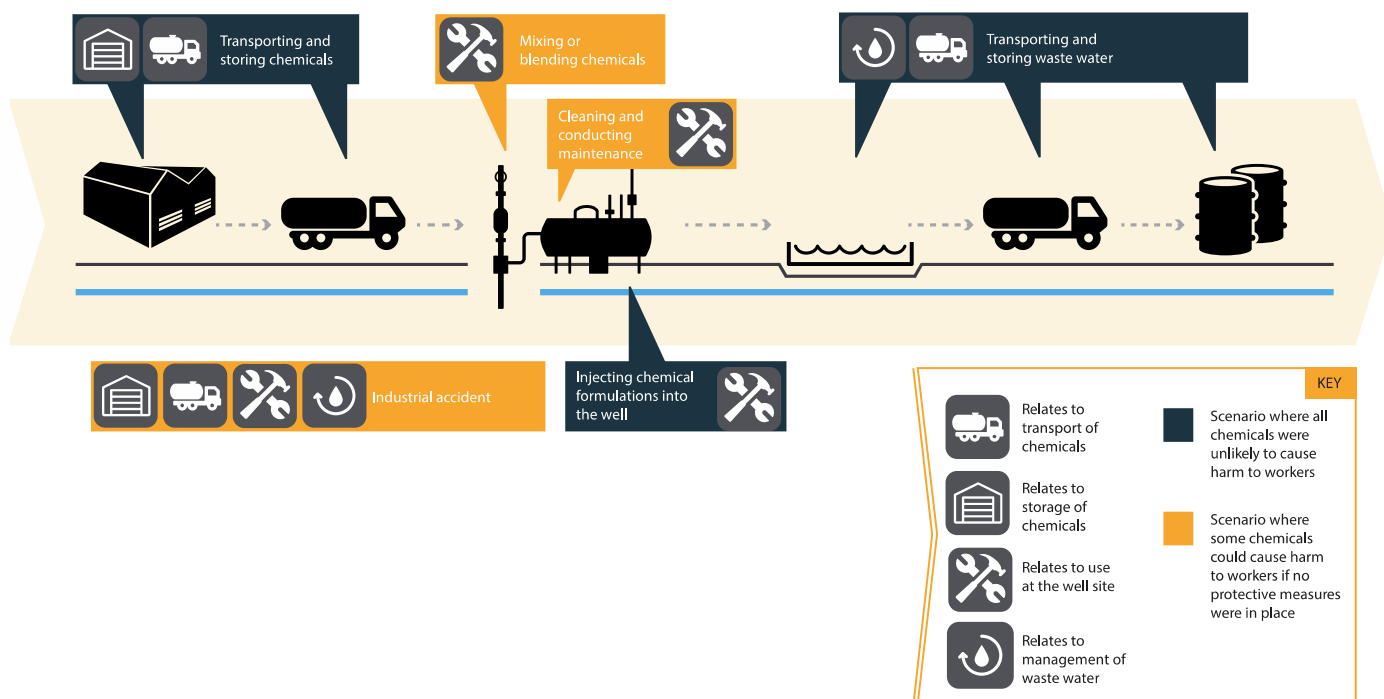 Transporting and
storing chemicals
Mixing or
blending chemicals
Transporting and
storing waste water
Cleaning and
conducting
maintenance
Industrial accident
Injecting chemical
formulations into
the well
KEY
Relates to
transport of
chemicals
Relates to
storage of
chemicals
Relates to use
at the well site
Relates to
management of
waste water
Scenario where all
chemicals were
unlikely to cause
harm to workers
Scenario where
some chemicals
could cause harm
to workers if no
protective measures
were in place